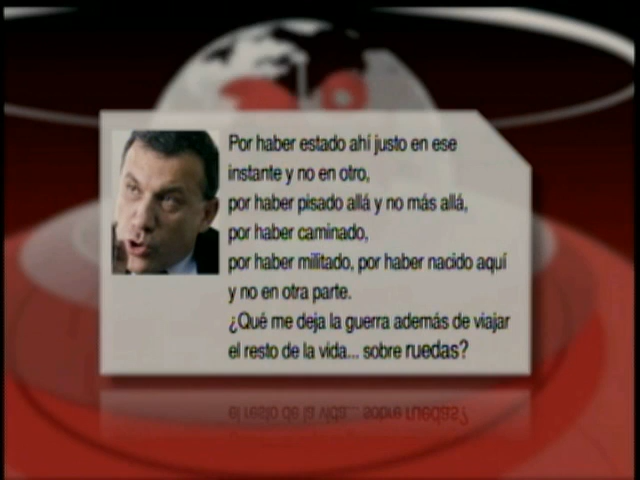 Por haber estado ahí justo en ese
instante y no en otro,
por haber pisado allá y no más allá,
por haber caminado,
por haber militado, por haber nacido aquí
y no en otra parte.
¿Qué me deja la guerra además de viajar
el resto de la vida... sobre ruedas?